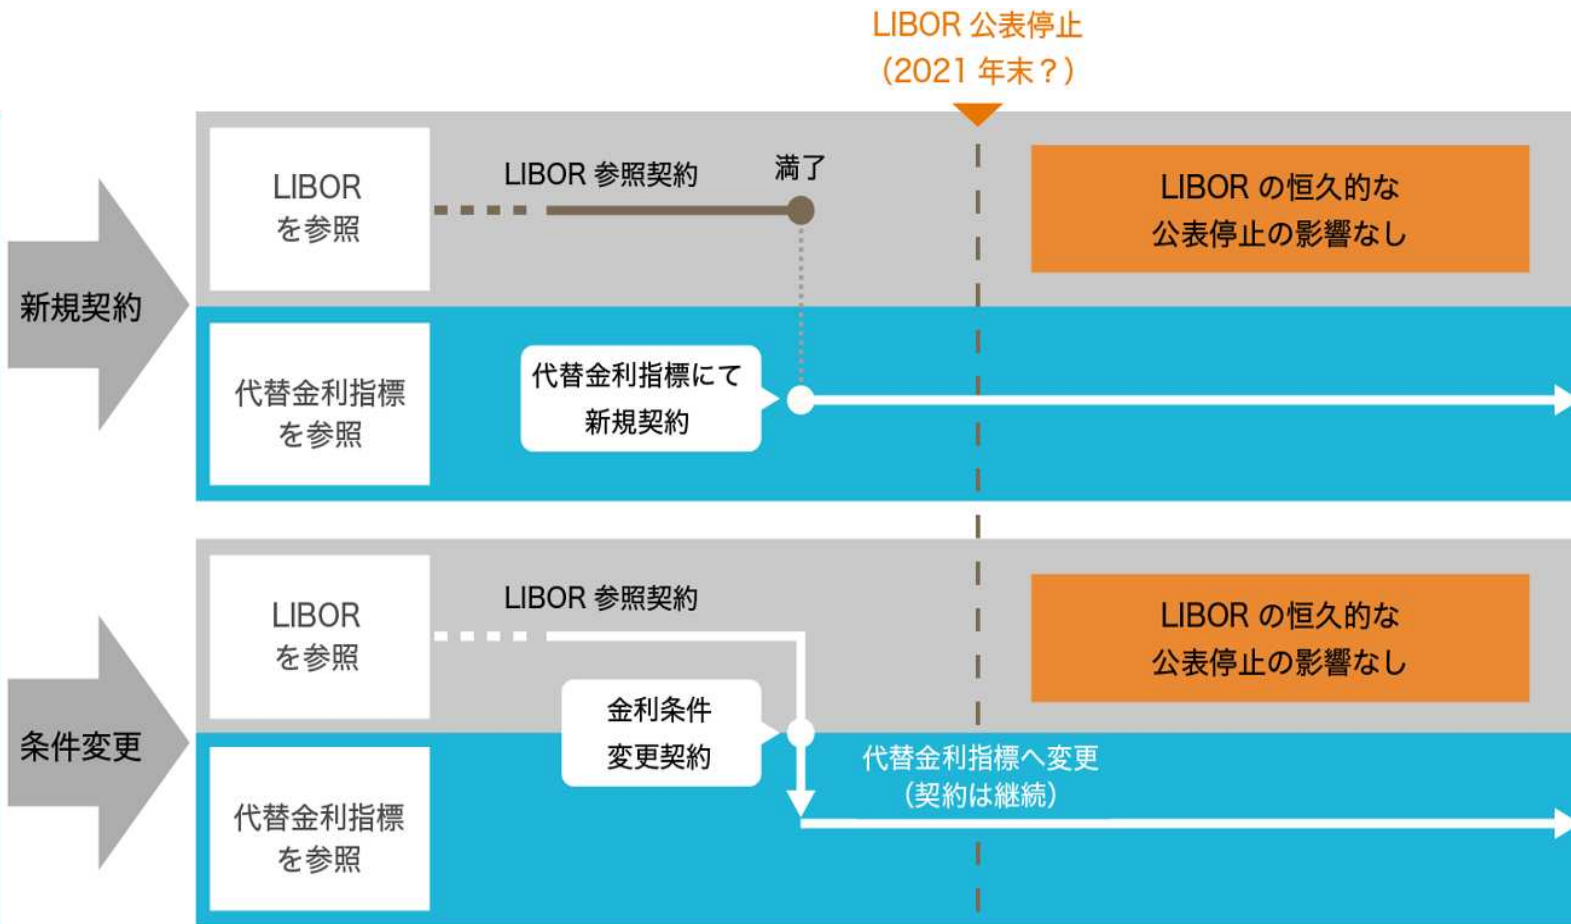 LIBOR 公表停止
（2021 年末？）
新規契約
LIBOR
を参照
LIBOR 参照契約
満了
LIBOR の恒久的な
公表停止の影響なし
代替金利指標
を参照
代替金利指標にて
新規契約
条件変更
LIBOR
を参照
LIBOR 参照契約
LIBOR の恒久的な
公表停止の影響なし
金利条件
変更契約
代替金利指標へ変更
（契約は継続）
代替金利指標
を参照